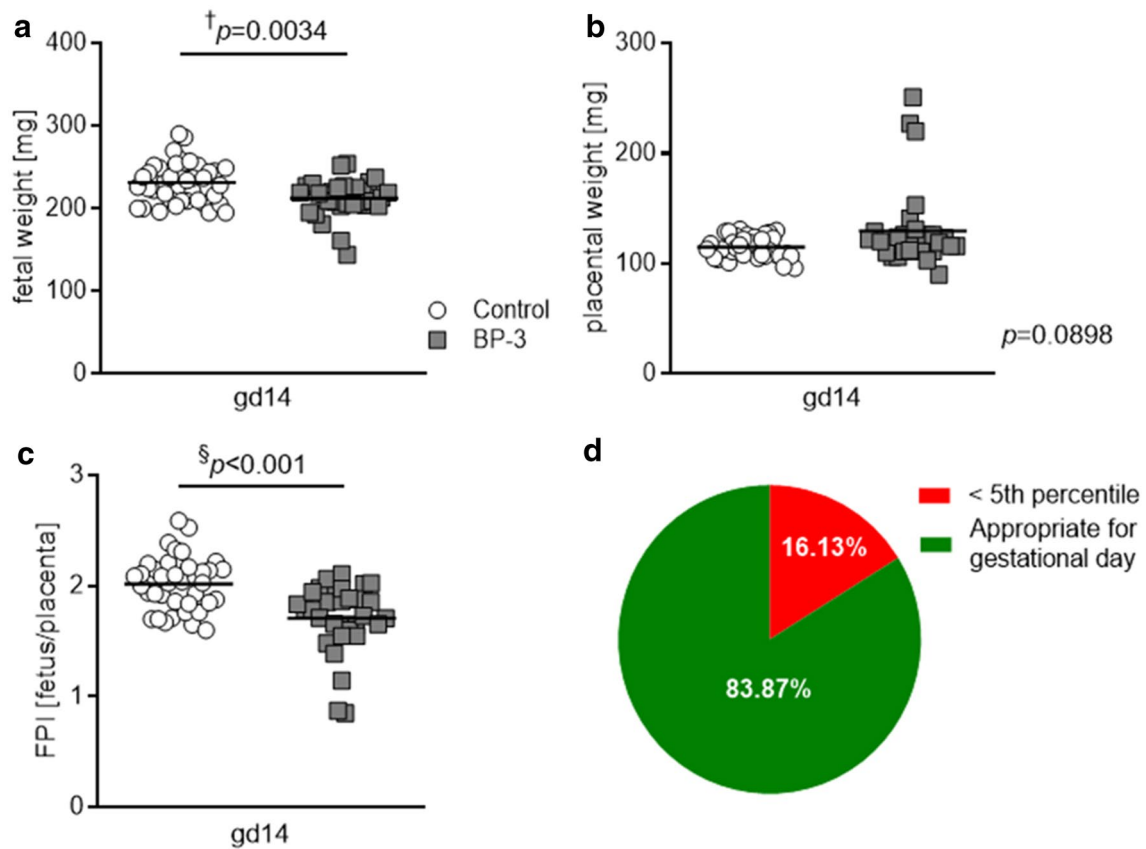 a
†p=0.0034
400
300
200
100
0
fetal weight [mg]
gd14
Control
BP-3
b
300
200
100
0
placental weight [mg]
gd14
p=0.0898
c
§p<0.001
3
2
1
0
FPI [fetus/placenta]
gd14
d
16.13%
83.87%
< 5th percentile
Appropriate for
gestational day